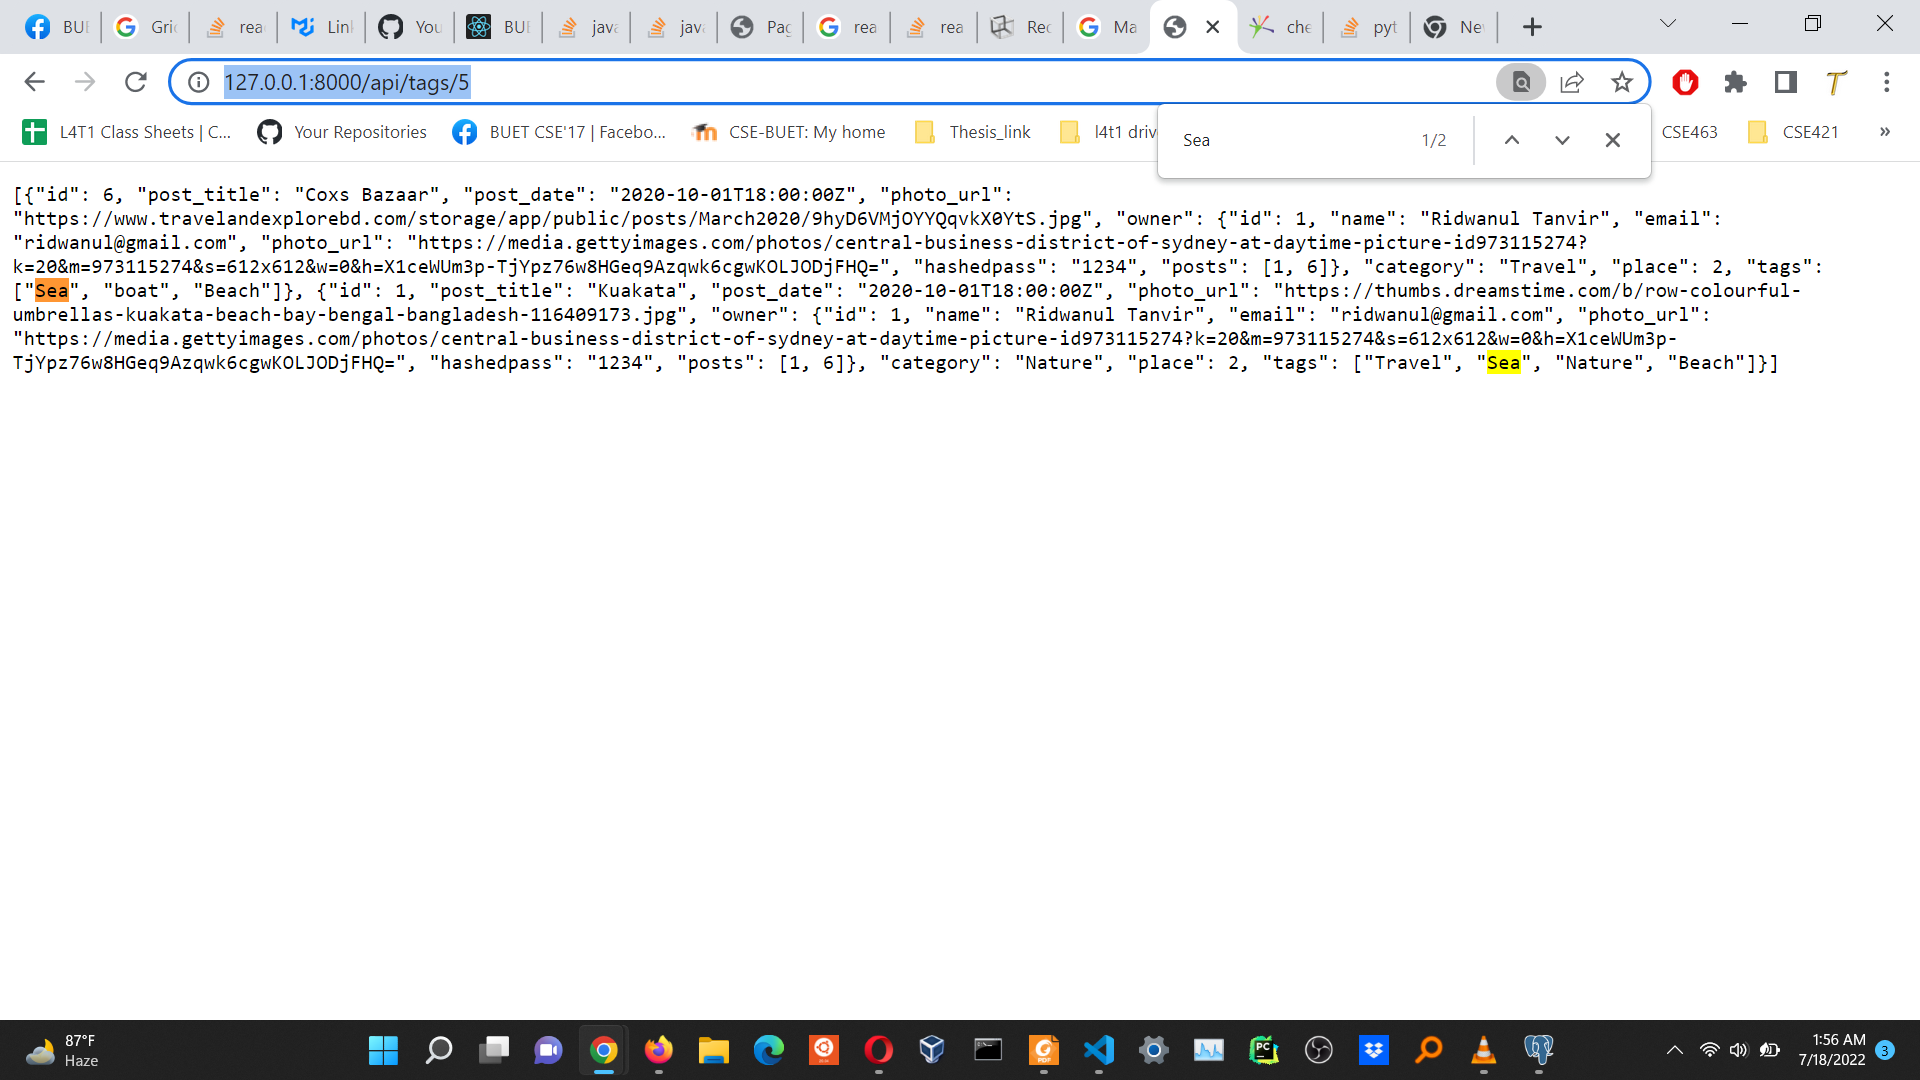 BUE
Gric
rea
Link
You
BUE
java
java
Pag
rea
rea
Rec
Ma
che
pyt
Ne
127.0.0.1:8000/api/tags/5
L4T1 Class Sheets | C...
Your Repositories
BUET CSE'17 | Facebo...
CSE-BUET: My home
Thesis_link
l4t1 driv
CSE463
CSE421
»
Sea
1/2
[{"id": 6, "post_title": "Coxs Bazaar", "post_date": "2020-10-01T18:00:00Z", "photo_url":
"https://www.travelandexplorebd.com/storage/app/public/posts/March2020/9hyD6VMjOYYQqvkX0YtS.jpg", "owner": {"id": 1, "name": "Ridwanul Tanvir", "email":
"ridwanul@gmail.com", "photo_url": "https://media.gettyimages.com/photos/central-business-district-of-sydney-at-daytime-picture-id973115274?
k=20&m=973115274&s=612x612&w=0&h=X1ceWUm3p-TjYpz76w8HGeq9Azqwk6cgwKOLJODjFHQ=", "hashedpass": "1234", "posts": [1, 6]}, "category": "Travel", "place": 2, "tags":
["Sea", "boat", "Beach"]}, {"id": 1, "post_title": "Kuakata", "post_date": "2020-10-01T18:00:00Z", "photo_url": "https://thumbs.dreamstime.com/b/row-colourful-
umbrellas-kuakata-beach-bay-bengal-bangladesh-116409173.jpg", "owner": {"id": 1, "name": "Ridwanul Tanvir", "email": "ridwanul@gmail.com", "photo_url":
"https://media.gettyimages.com/photos/central-business-district-of-sydney-at-daytime-picture-id973115274?k=20&m=973115274&s=612x612&w=0&h=X1ceWUm3p-
TjYpz76w8HGeq9Azqwk6cgwKOLJODjFHQ=", "hashedpass": "1234", "posts": [1, 6]}, "category": "Nature", "place": 2, "tags": ["Travel", "Sea", "Nature", "Beach"]}]
87°F
Haze
1:56 AM
7/18/2022
3